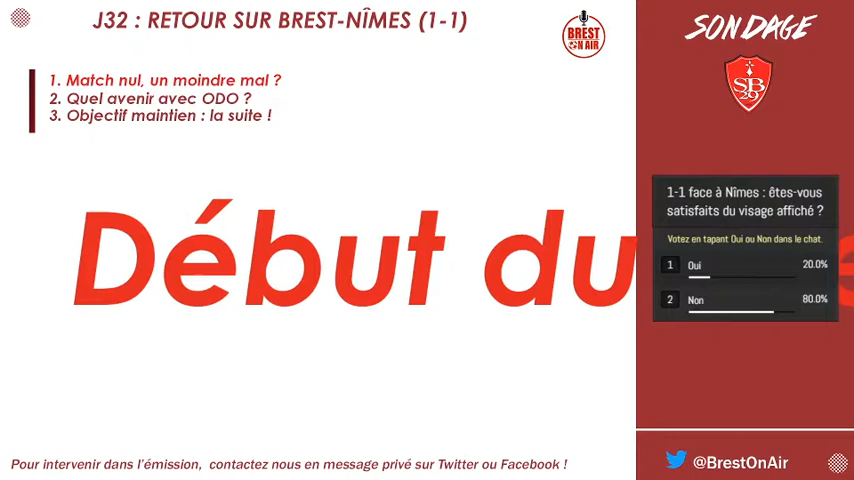 J32 : RETOUR SUR BREST-NÎMES (1-1)
BREST
ON AIR
SONDAGE
SB
29
1. Match nul, un moindre mal ?
2. Quel avenir avec ODO ?
3. Objectif maintien : la suite !
Début du
1-1 face à Nîmes : êtes-vous
satisfaits du visage affiché ?
Votez en tapant Oui ou Non dans le chat.
1 Oui 20.0%
2 Non 80.0%
Pour intervenir dans l'émission, contactez nous en message privé sur Twitter ou Facebook !
@BrestOnAir